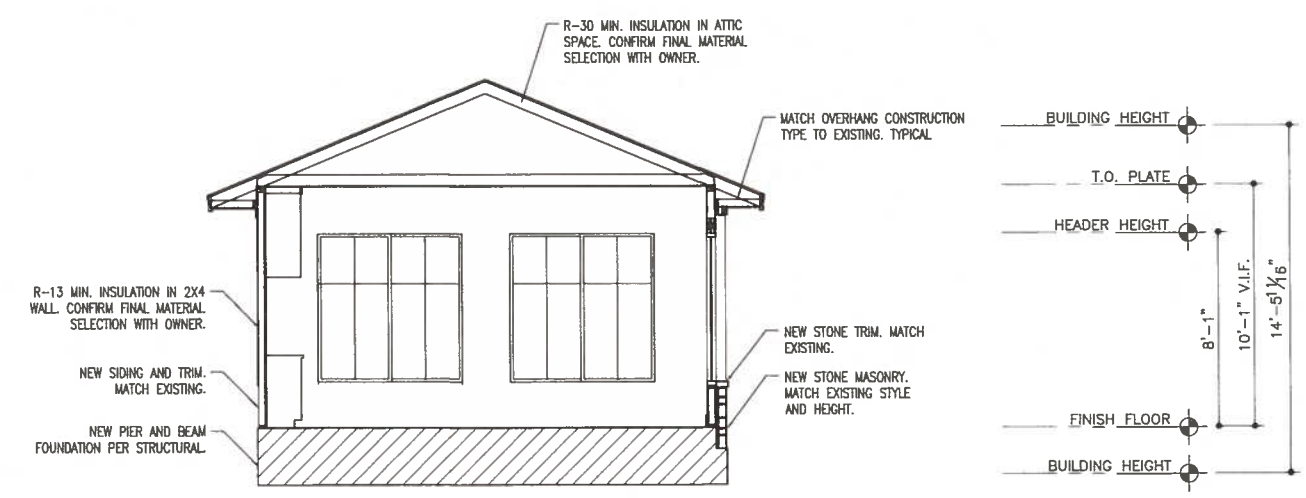 R-30 MIN. INSULATION IN ATTIC
SPACE. CONFIRM FINAL MATERIAL
SELECTION WITH OWNER.
MATCH OVERHANG CONSTRUCTION
TYPE TO EXISTING. TYPICAL
R-13 MIN. INSULATION IN 2X4
WALL. CONFIRM FINAL MATERIAL
SELECTION WITH OWNER.
NEW SIDING AND TRIM.
MATCH EXISTING.
NEW PIER AND BEAM
FOUNDATION PER STRUCTURAL.
NEW STONE TRIM. MATCH
EXISTING.
NEW STONE MASONRY.
MATCH EXISTING STYLE
AND HEIGHT.
BUILDING HEIGHT
T.O. PLATE
HEADER HEIGHT
FINISH FLOOR
BUILDING HEIGHT
8'-1"
10'-1" V.I.F.
14'-5 1/16"